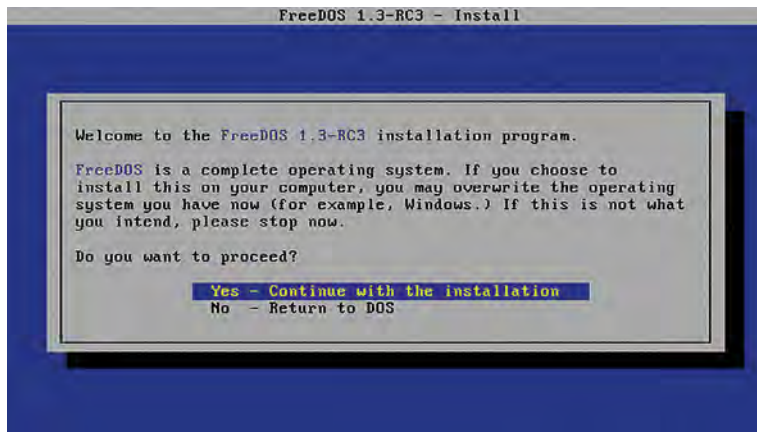 FreeDOS 1.3-RC3 - Install
Welcome to the FreeDOS 1.3-RC3 installation program.
FreeDOS is a complete operating system. If you choose to
install this on your computer, you may overwrite the operating
system you have now (for example, Windows.) If this is not what
you intend, please stop now.
Do you want to proceed?
Yes - Continue with the installation
No - Return to DOS